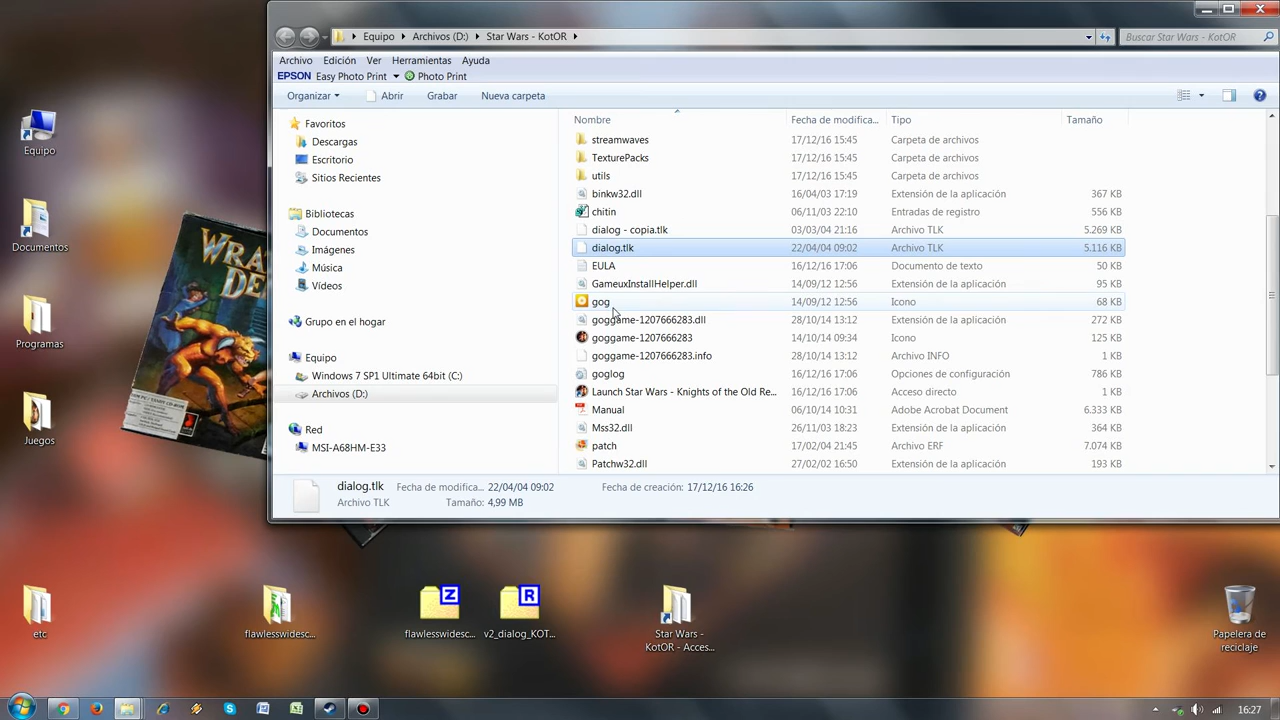 Equipo
Archivos (D:)
Star Wars - KotOR
Buscar Star Wars - KotOR
Archivo Edición Ver Herramientas Ayuda
EPSON Easy Photo Print Photo Print
Organizar Abrir Grabar Nueva carpeta
Nombre Fecha de modifica... Tipo Tamaño
Favoritos
Descargas
Escritorio
Sitios Recientes
Bibliotecas
Documentos
Imágenes
Música
Vídeos
Grupo en el hogar
Equipo
Windows 7 SP1 Ultimate 64bit (C:)
Archivos (D:)
Red
MSI-A68HM-E33
streamwaves 17/12/16 15:45 Carpeta de archivos
TexturePacks 17/12/16 15:45 Carpeta de archivos
utils 17/12/16 15:45 Carpeta de archivos
binkw32.dll 16/04/03 17:19 Extensión de la aplicación 367 KB
chitin 06/11/03 22:10 Entradas de registro 556 KB
dialog - copia.tlk 03/03/04 21:16 Archivo TLK 5.269 KB
dialog.tlk 22/04/04 09:02 Archivo TLK 5.116 KB
EULA 16/12/16 17:06 Documento de texto 50 KB
GameuxInstallHelper.dll 14/09/12 12:56 Extensión de la aplicación 95 KB
gog 14/09/12 12:56 Icono 68 KB
goggame-1207666283.dll 28/10/14 13:12 Extensión de la aplicación 272 KB
goggame-1207666283 14/10/14 09:34 Icono 125 KB
goggame-1207666283.info 28/10/14 13:12 Archivo INFO 1 KB
goglog 16/12/16 17:06 Opciones de configuración 786 KB
Launch Star Wars - Knights of the Old Re... 16/12/16 17:06 Acceso directo 1 KB
Manual 06/10/14 10:31 Adobe Acrobat Document 6.333 KB
Mss32.dll 26/11/03 18:23 Extensión de la aplicación 364 KB
patch 17/02/04 21:45 Archivo ERF 7.074 KB
Patchw32.dll 27/02/02 16:50 Extensión de la aplicación 193 KB
dialog.tlk Fecha de modifica... 22/04/04 09:02 Fecha de creación: 17/12/16 16:26
Archivo TLK Tamaño: 4,99 MB
Equipo
Documentos
Programas
Juegos
etc
flawlesswidesc...
flawlesswidesc...
v2_dialog_KOT...
Star Wars -
KotOR - Acces...
Papelera de
reciclaje
16:27